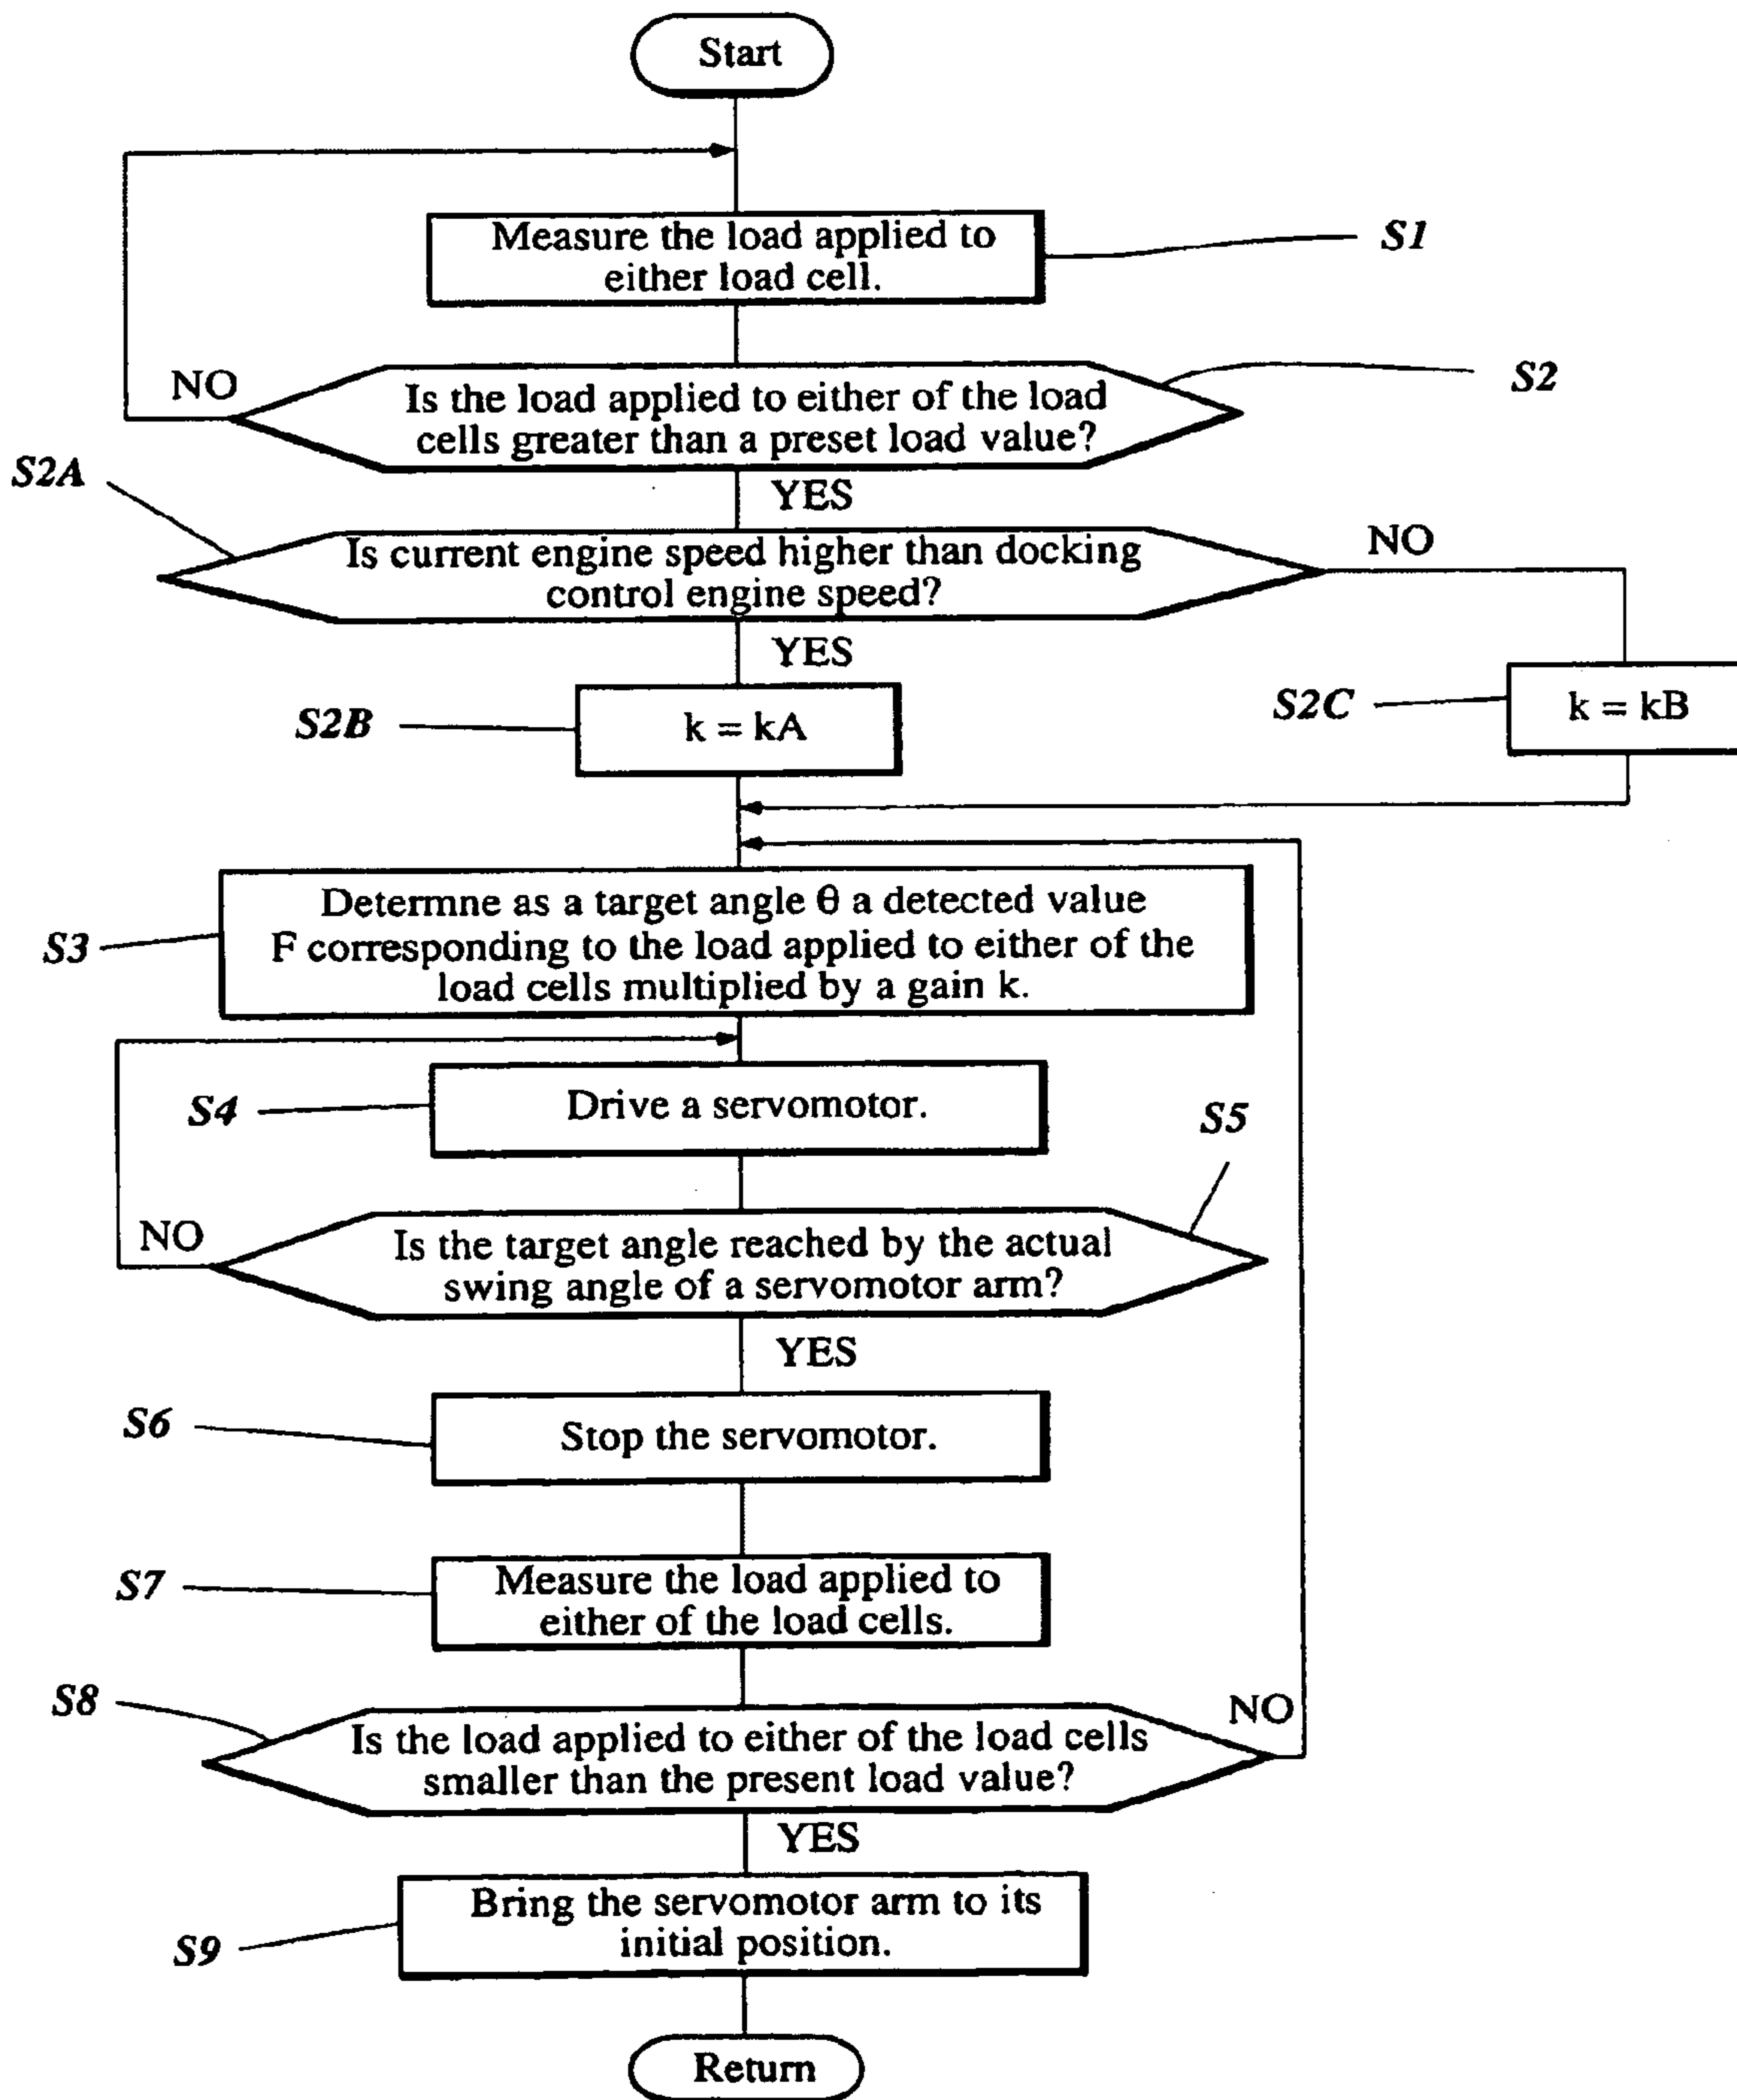 Start
Measure the load applied to
either load cell.
S1
NO
Is the load applied to either of the load
cells greater than a preset load value?
S2
S2A
YES
Is current engine speed higher than docking
control engine speed?
NO
YES
S2B
k = kA
S2C
k = kB
S3
Determne as a target angle θ a detected value
F corresponding to the load applied to either of the
load cells multiplied by a gain k.
S4
Drive a servomotor.
S5
NO
Is the target angle reached by the actual
swing angle of a servomotor arm?
YES
S6
Stop the servomotor.
S7
Measure the load applied to
either of the load cells.
S8
Is the load applied to either of the load cells
smaller than the present load value?
NO
YES
S9
Bring the servomotor arm to its
initial position.
Return